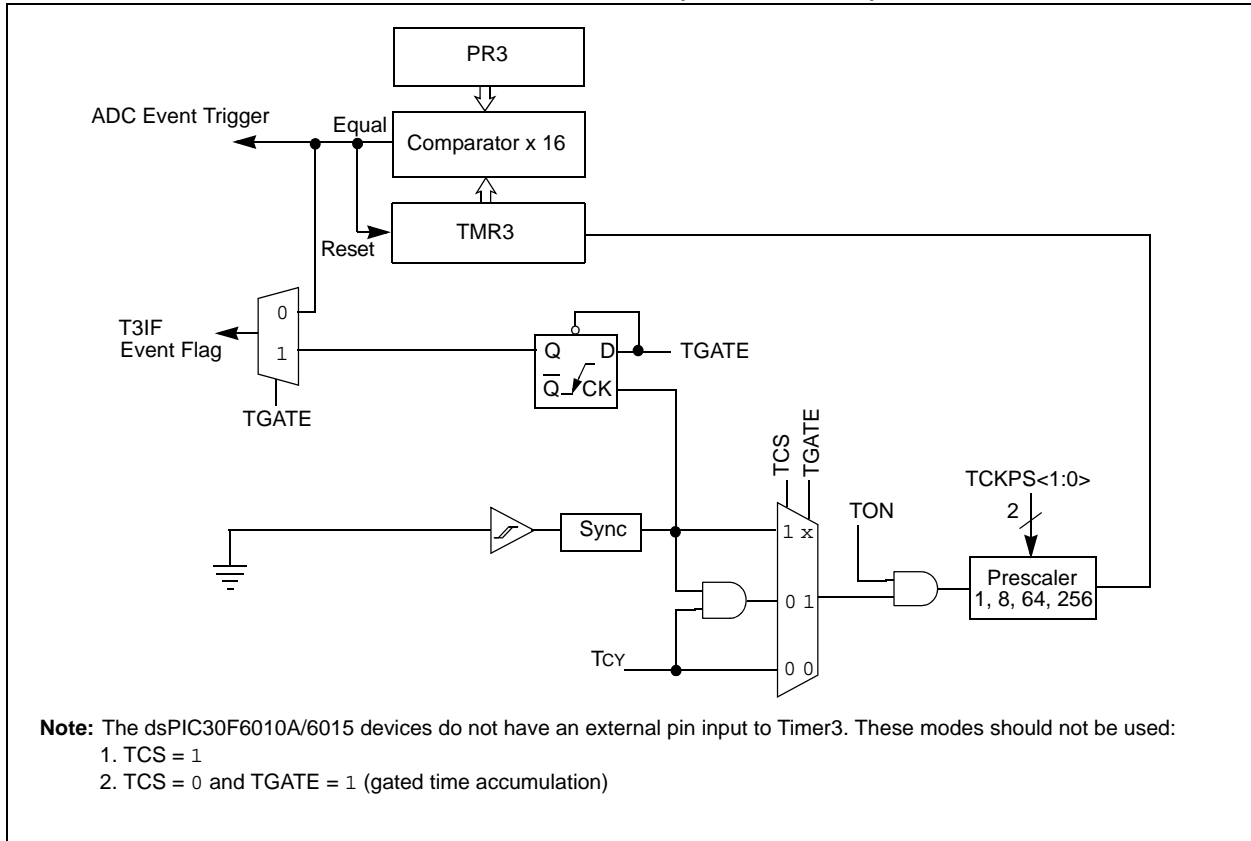 PR3
ADC Event Trigger
Equal
Comparator x 16
TMR3
Reset
0
T3IF
Event Flag
1
Q
D
TGATE
Q
CK
TGATE
TCS
TGATE
TCKPS<1:0>
2
TON
Sync
1 x
Prescaler
1, 8, 64, 256
0 1
TCY
0 0
Note: The dsPIC30F6010A/6015 devices do not have an external pin input to Timer3. These modes should not be used:
1. TCS = 1
2. TCS = 0 and TGATE = 1 (gated time accumulation)